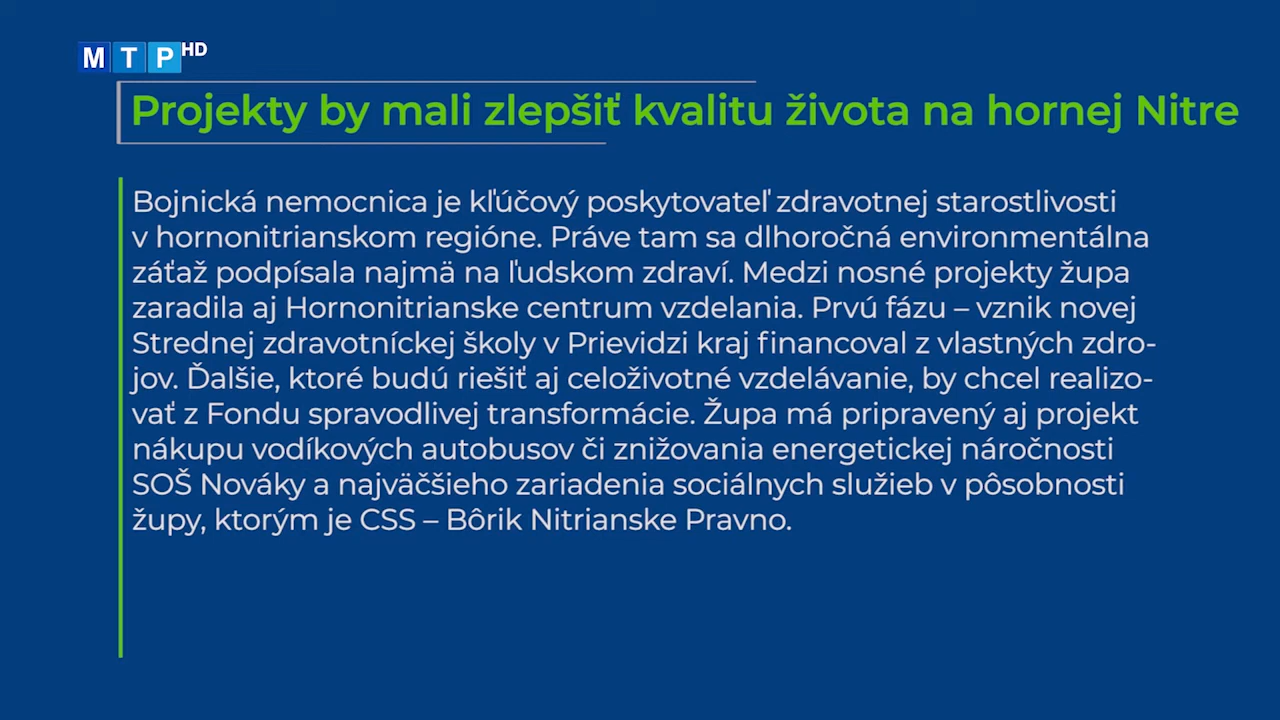 MTP HD
Projekty by mali zlepšiť kvalitu života na hornej Nitre
Bojnická nemocnica je kľúčový poskytovateľ zdravotnej starostlivosti
v hornonitrianskom regióne. Práve tam sa dlhoročná environmentálna
záťaž podpísala najmä na ľudskom zdraví. Medzi nosné projekty župa
zaradila aj Hornonitrianske centrum vzdelania. Prvú fázu – vznik novej
Strednej zdravotníckej školy v Prievidzi kraj financoval z vlastných zdro-
jov. Ďalšie, ktoré budú riešiť aj celoživotné vzdelávanie, by chcel realizo-
vať z Fondu spravodlivej transformácie. Župa má pripravený aj projekt
nákupu vodíkových autobusov či znižovania energetickej náročnosti
SOŠ Nováky a najväčšieho zariadenia sociálnych služieb v pôsobnosti
župy, ktorým je CSS – Bôrik Nitrianske Pravno.